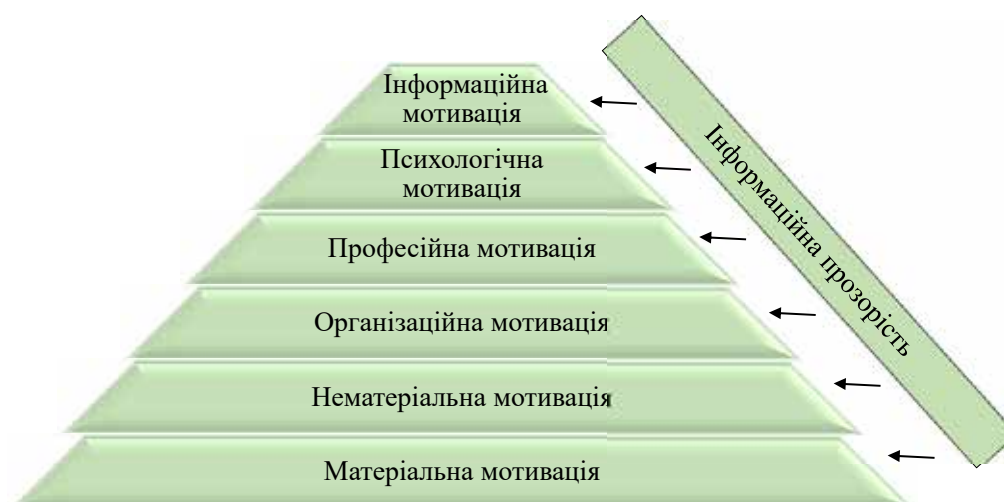 Інформаційна
мотивація
Психологічна
мотивація
Професійна мотивація
Організаційна мотивація
Нематеріальна мотивація
Матеріальна мотивація
Інформаційна прозорість